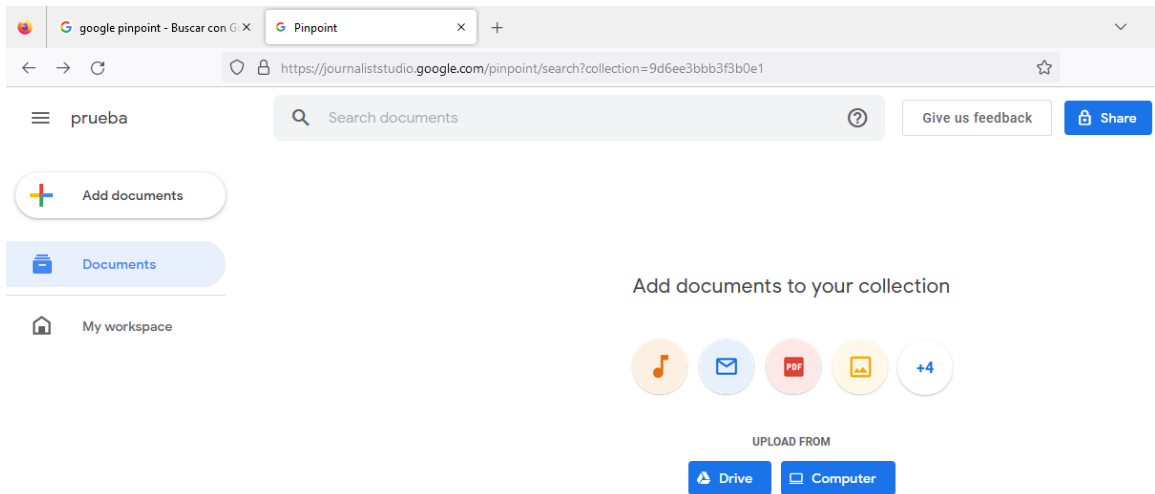 google pinpoint - Buscar con G
Pinpoint
https://journaliststudio.google.com/pinpoint/search?collection=9d6ee3bbb3f3b0e1
prueba
Search documents
Give us feedback
Share
Add documents
Documents
My workspace
Add documents to your collection
PDF
+4
UPLOAD FROM
Drive
Computer